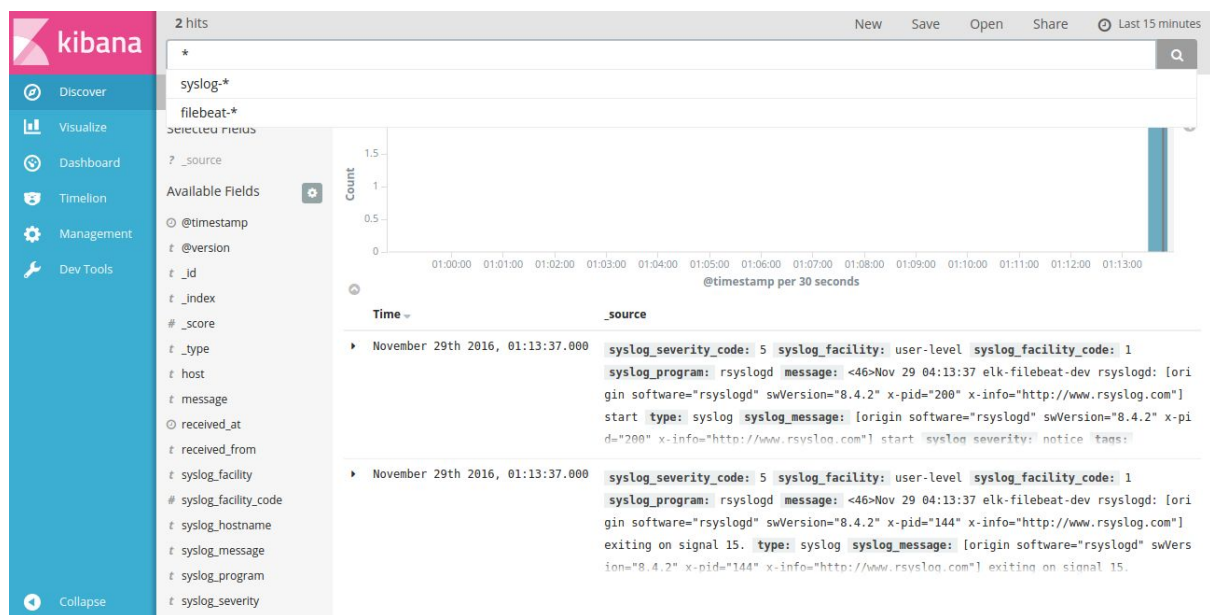 kibana
Discover
Visualize
Dashboard
Timelion
Management
Dev Tools
Collapse
2 hits
New Save Open Share Last 15 minutes
*
syslog-*
filebeat-*
Selected Fields
? _source
Available Fields
@timestamp
t @version
t _id
t _index
# _score
t _type
t host
t message
received_at
t received_from
t syslog_facility
# syslog_facility_code
t syslog_hostname
t syslog_message
t syslog_program
t syslog_severity
Count
1.5
1
0.5
0
01:00:00 01:01:00 01:02:00 01:03:00 01:04:00 01:05:00 01:06:00 01:07:00 01:08:00 01:09:00 01:10:00 01:11:00 01:12:00 01:13:00
@timestamp per 30 seconds
Time _source
November 29th 2016, 01:13:37.000 syslog_severity_code: 5 syslog_facility: user-level syslog_facility_code: 1
syslog_program: rsyslogd message: <46>Nov 29 04:13:37 elk-filebeat-dev rsyslogd: [ori
gin software="rsyslogd" swVersion="8.4.2" x-pid="200" x-info="http://www.rsyslog.com"]
start type: syslog syslog_message: [origin software="rsyslogd" swVersion="8.4.2" x-pi
d="200" x-info="http://www.rsyslog.com"] start syslog_severity: notice tags:
November 29th 2016, 01:13:37.000 syslog_severity_code: 5 syslog_facility: user-level syslog_facility_code: 1
syslog_program: rsyslogd message: <46>Nov 29 04:13:37 elk-filebeat-dev rsyslogd: [ori
gin software="rsyslogd" swVersion="8.4.2" x-pid="144" x-info="http://www.rsyslog.com"]
exiting on signal 15. type: syslog syslog_message: [origin software="rsyslogd" swVers
ion="8.4.2" x-pid="144" x-info="http://www.rsyslog.com"] exiting on signal 15.